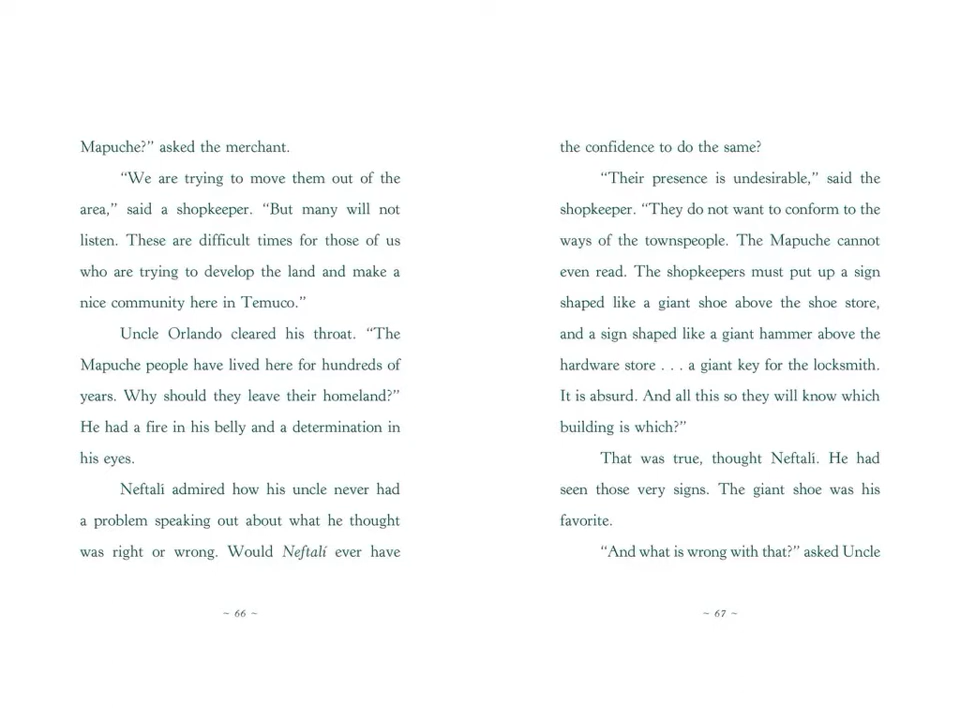 Mapuche?” asked the merchant.
“We are trying to move them out of the
area,” said a shopkeeper. “But many will not
listen. These are difficult times for those of us
who are trying to develop the land and make a
nice community here in Temuco.”
Uncle Orlando cleared his throat. “The
Mapuche people have lived here for hundreds of
years. Why should they leave their homeland?”
He had a fire in his belly and a determination in
his eyes.
Neftalí admired how his uncle never had
a problem speaking out about what he thought
was right or wrong. Would Neftalí ever have
~ 66 ~
the confidence to do the same?
“Their presence is undesirable,” said the
shopkeeper. “They do not want to conform to the
ways of the townspeople. The Mapuche cannot
even read. The shopkeepers must put up a sign
shaped like a giant shoe above the shoe store,
and a sign shaped like a giant hammer above the
hardware store . . . a giant key for the locksmith.
It is absurd. And all this so they will know which
building is which?”
That was true, thought Neftalí. He had
seen those very signs. The giant shoe was his
favorite.
“And what is wrong with that?” asked Uncle
~ 67 ~